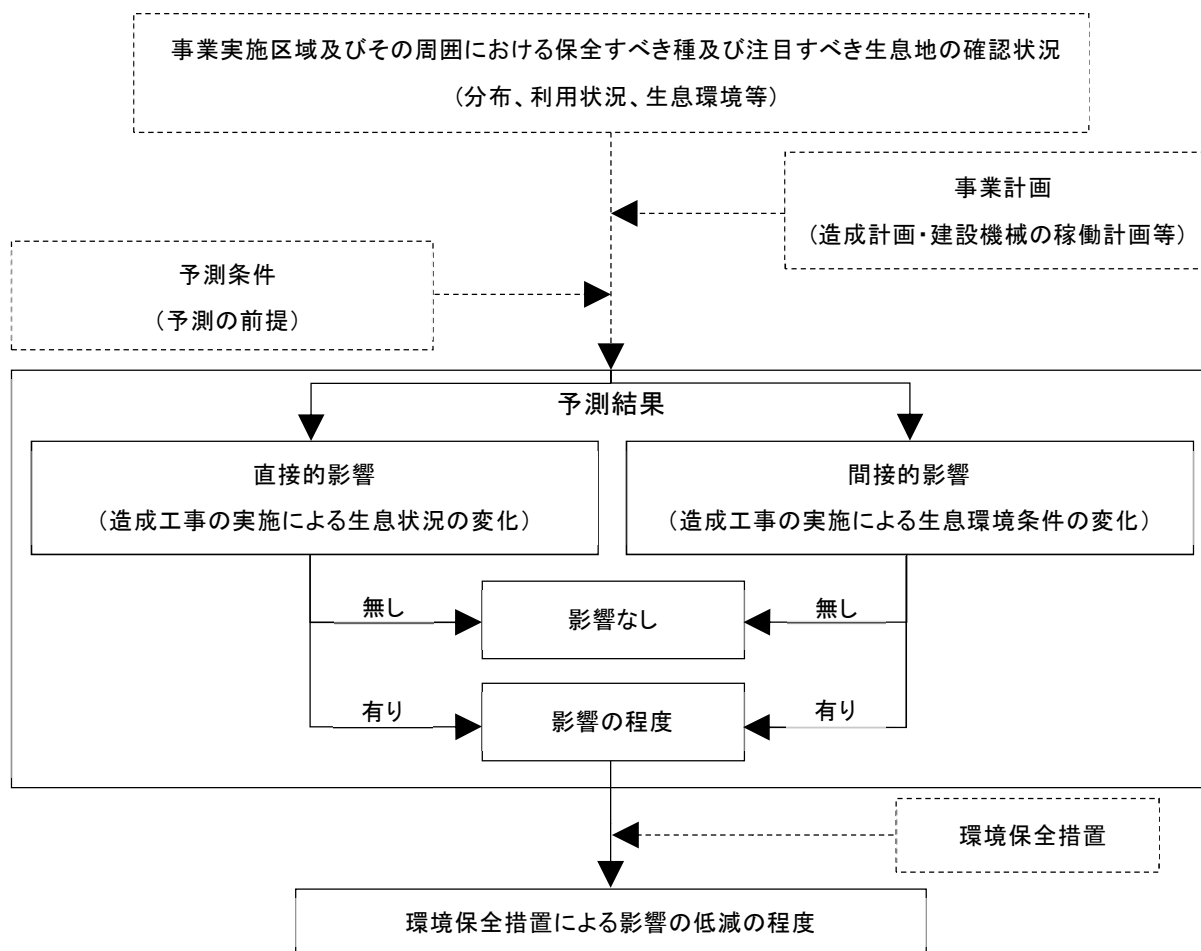 事業実施区域及びその周囲における保全すべき種及び注目すべき生息地の確認状況
（分布、利用状況、生息環境等）
事業計画
（造成計画・建設機械の稼働計画等）
予測条件
（予測の前提）
予測結果
直接的影響
（造成工事の実施による生息状況の変化）
間接的影響
（造成工事の実施による生息環境条件の変化）
無し
影響なし
無し
有り
影響の程度
有り
環境保全措置
環境保全措置による影響の低減の程度